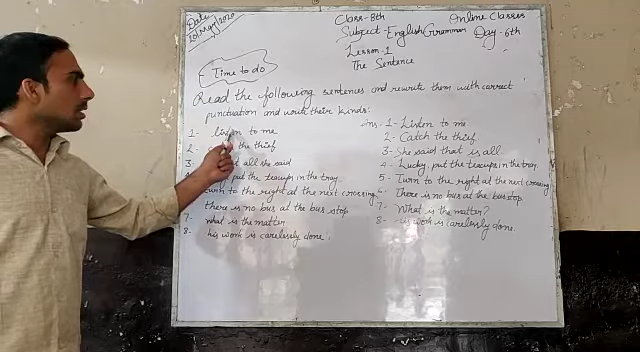 Date
20/May/2020
Class-8th
Online Classes
Subject-English Grammar
Day-6th
Lesson-1
The Sentence
Time to do
Read the following sentences and rewrite them with correct
punctuation and write their kinds:
1- Listen to me
2- the thief
3- all she said
put the teacups in the tray
turn to the right at the next crossing
there is no bus at the bus stop
7- what is the matter
8- his work is carelessly done.
Ans- 1- Listen to me
2- Catch the thief.
3- She said that is all.
4- Lucky, put the teacups in the tray.
5- Turn to the right at the next crossing
6- There is no bus at the bus stop
7- What is the matter?
8- work is carelessly done.